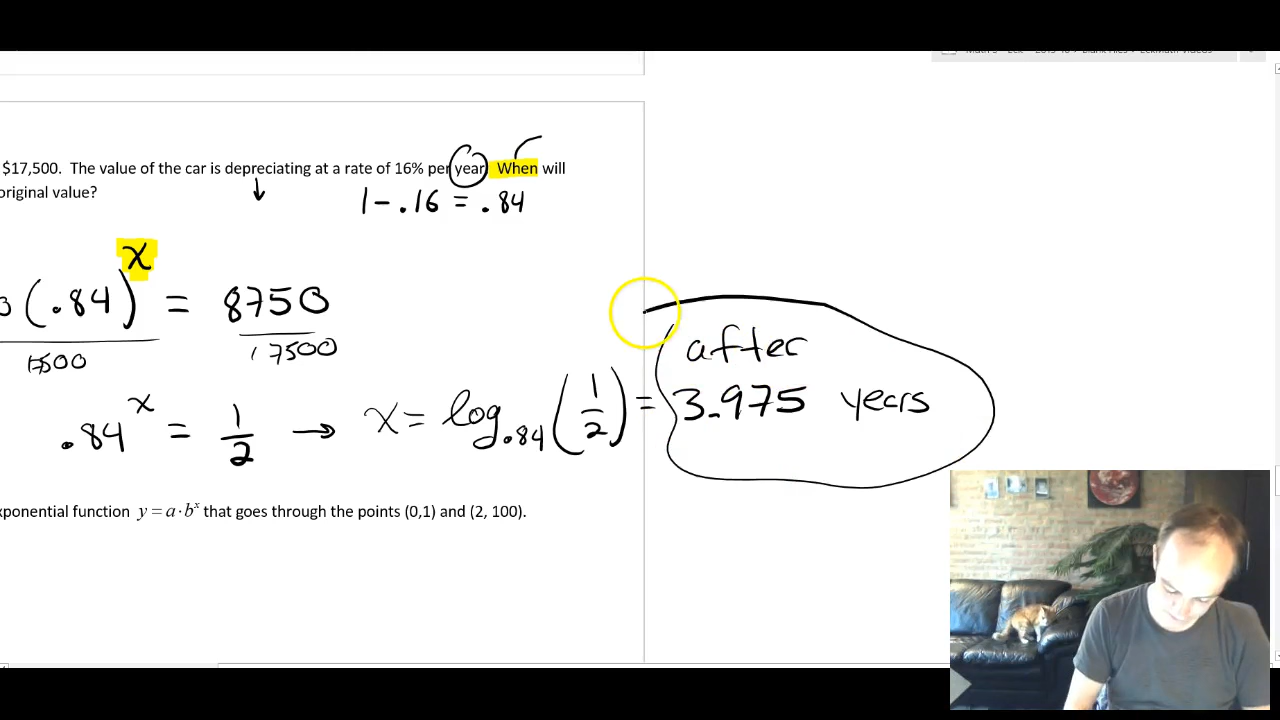 $17,500. The value of the car is depreciating at a rate of 16% per year. When will
original value?
1 - .16 = .84
(.84)^x = 8750
17500
.84^x = 1/2 → x = log_.84 (1/2) = after 3.975 years
exponential function y = a · b^x that goes through the points (0,1) and (2, 100).